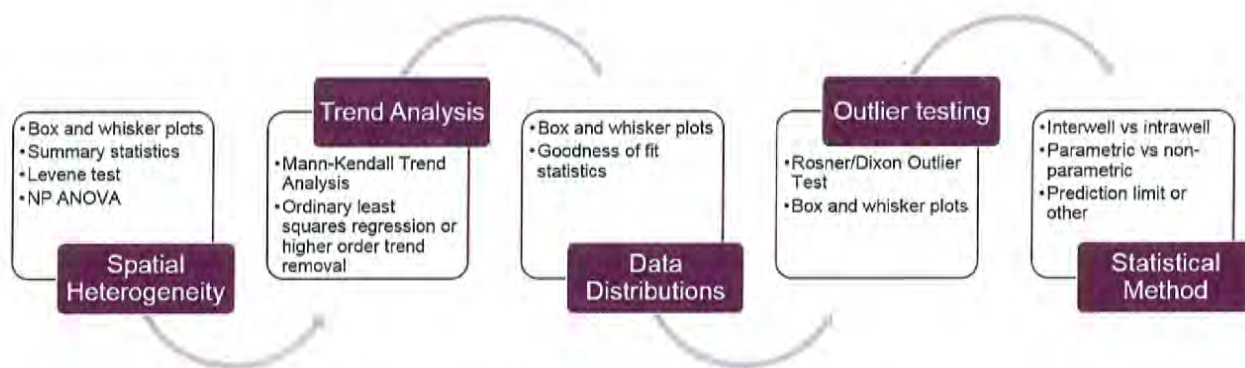 •Box and whisker plots
•Summary statistics
•Levene test
•NP ANOVA
Spatial
Heterogeneity
Trend Analysis
•Mann-Kendall Trend
Analysis
•Ordinary least
squares regression or
higher order trend
removal
•Box and whisker plots
•Goodness of fit
statistics
Data
Distributions
Outlier testing
•Rosner/Dixon Outlier
Test
•Box and whisker plots
•Interwell vs intrawell
•Parametric vs non-
parametric
•Prediction limit or
other
Statistical
Method